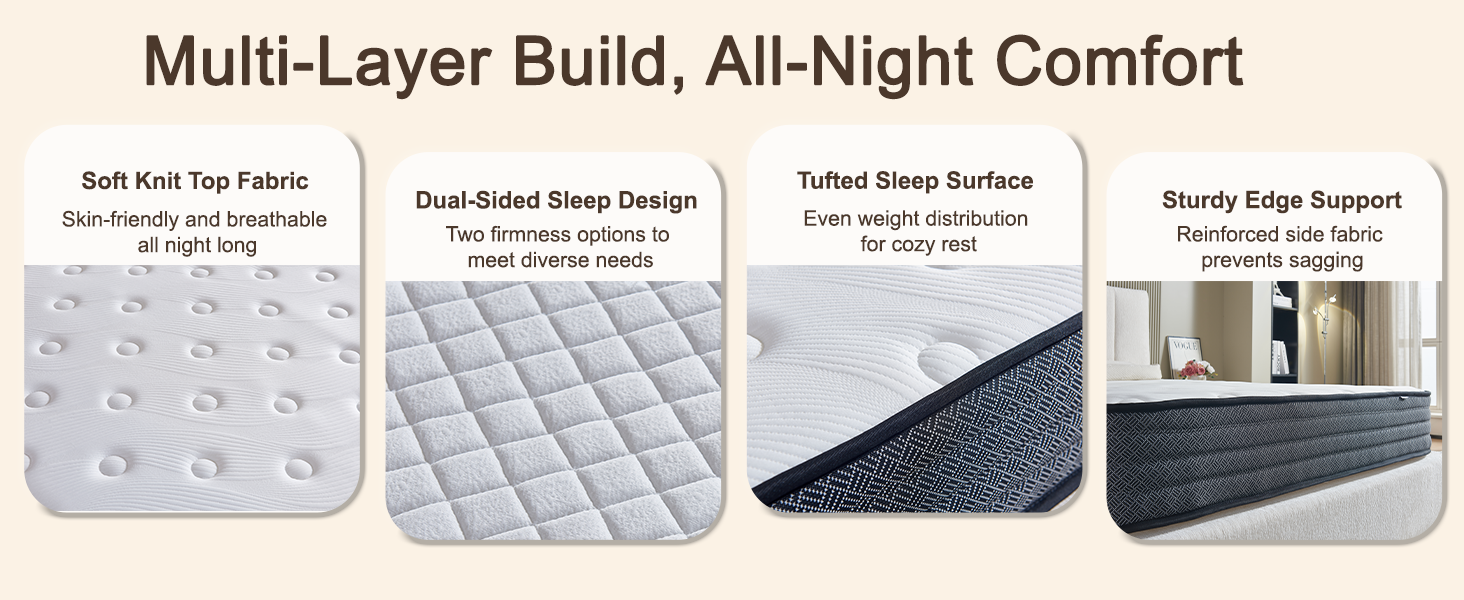 Multi-Layer Build, All-Night Comfort
Soft Knit Top Fabric
Skin-friendly and breathable
all night long
Dual-Sided Sleep Design
Two firmness options to
meet diverse needs
Tufted Sleep Surface
Even weight distribution
for cozy rest
Sturdy Edge Support
Reinforced side fabric
prevents sagging
VOGUE